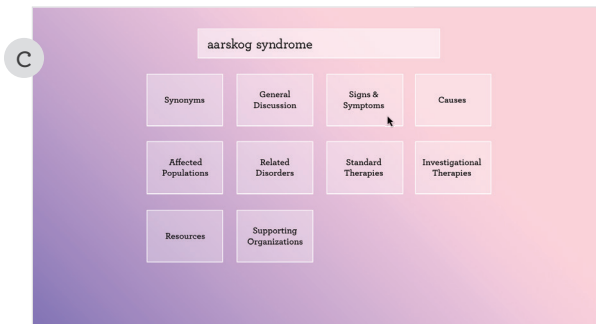 C
aarskog syndrome
Synonyms
General
Discussion
Signs &
Symptoms
Causes
Affected
Populations
Related
Disorders
Standard
Therapies
Investigational
Therapies
Resources
Supporting
Organizations